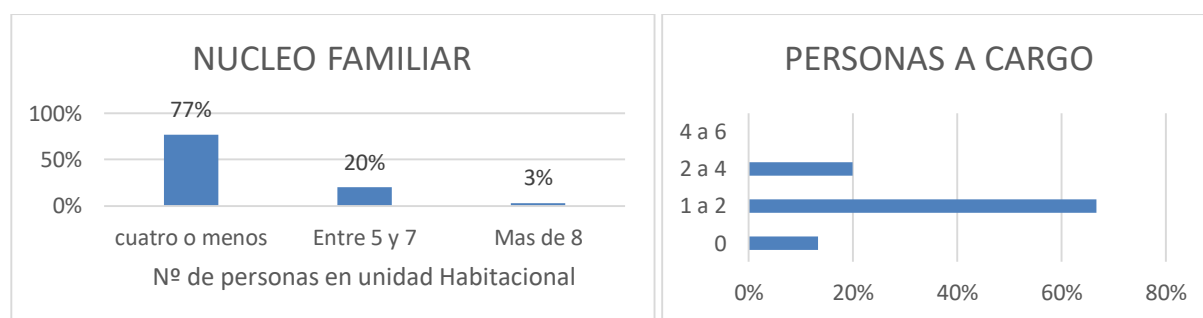 NUCLEO FAMILIAR
100%
50%
0%
77%
20%
3%
cuatro o menos
Entre 5 y 7
Mas de 8
Nº de personas en unidad Habitacional
PERSONAS A CARGO
4 a 6
2 a 4
1 a 2
0
0%
20%
40%
60%
80%